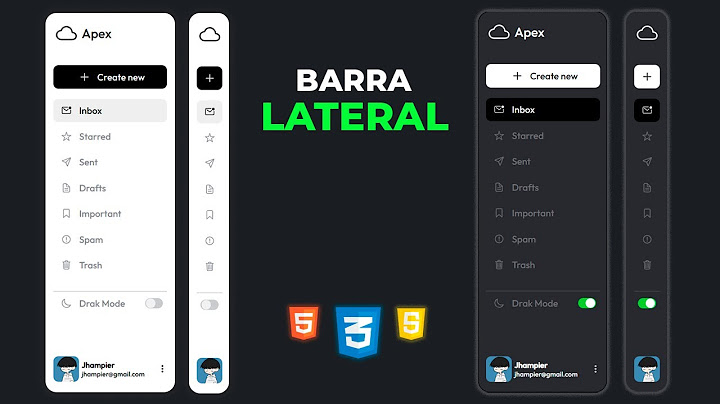 Apex
Create new
Inbox
Starred
Sent
Drafts
Important
Spam
Trash
Drak Mode
Jhampier
jhampier@gmail.com
BARRA
LATERAL
5
3
5
Apex
Create new
Inbox
Starred
Sent
Drafts
Important
Spam
Trash
Drak Mode
Jhampier
jhampier@gmail.com